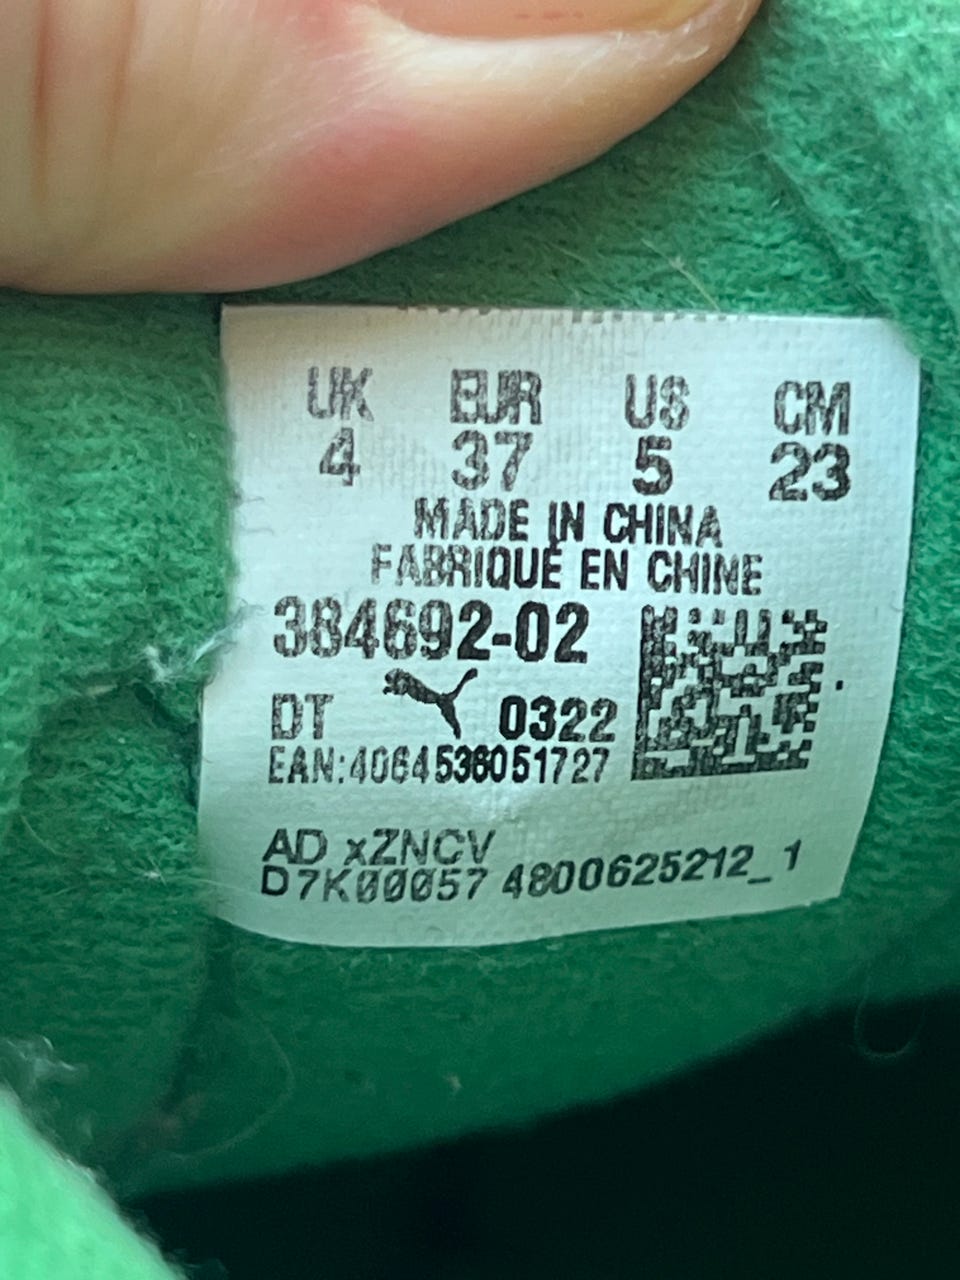 UK EUR US CM
4 37 5 23
MADE IN CHINA
FABRIQUÉ EN CHINE
384692-02
DT 0322
EAN:4064536051727
AD xZNCV
D7K00057 4800625212_1